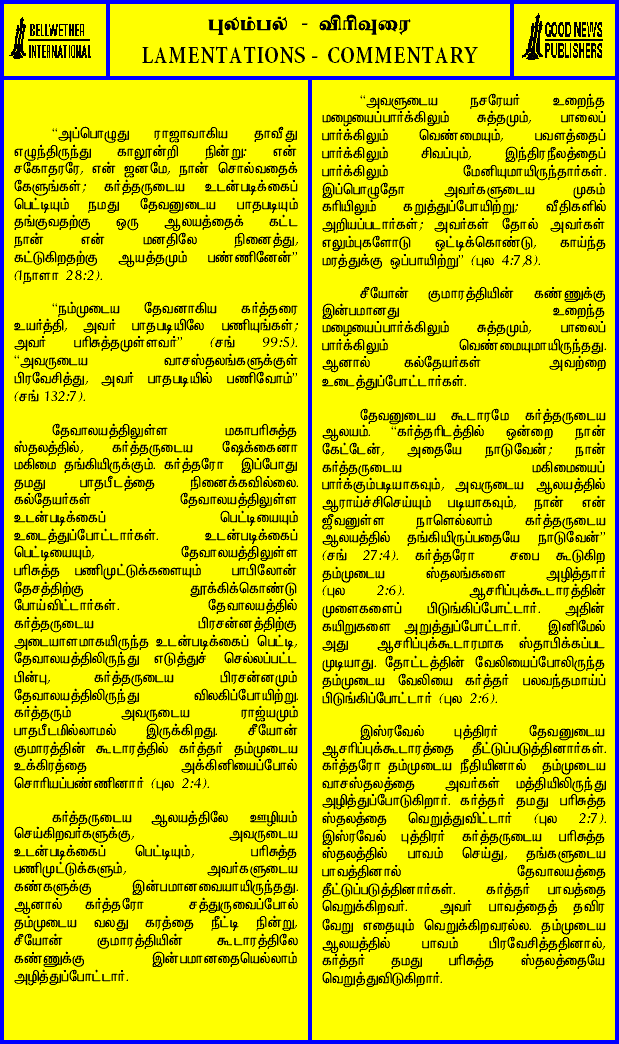 BELLWETHER
INTERNATIONAL
புலம்பல் - விரிவுரை
LAMENTATIONS - COMMENTARY
GOOD NEWS
PUBLISHERS
“அப்பொழுது ராஜாவாகிய தாவீது
எழுந்திருந்து காலூன்றி நின்று: என்
சகோதரரே, என் ஜனமே, நான் சொல்வதைக்
கேளுங்கள்; கர்த்தருடைய உடன்படிக்கைப்
பெட்டியும் நமது தேவனுடைய பாதபடியும்
தங்குவதற்கு ஒரு ஆலயத்தைக் கட்ட
நான் என் மனதிலே நினைத்து,
கட்டுகிறதற்கு ஆயத்தமும் பண்ணினேன்”
(1நாளா 28:2).
“நம்முடைய தேவனாகிய கர்த்தரை
உயர்த்தி, அவர் பாதபடியிலே பணியுங்கள்;
அவர் பரிசுத்தமுள்ளவர்” (சங் 99:5).
“அவருடைய வாசஸ்தலங்களுக்குள்
பிரவேசித்து, அவர் பாதபடியில் பணிவோம்”
(சங் 132:7).
தேவாலயத்திலுள்ள மகாபரிசுத்த
ஸ்தலத்தில், கர்த்தருடைய ஷேக்கைனா
மகிமை தங்கியிருக்கும். கர்த்தரோ இப்போது
தமது பாதபீடத்தை நினைக்கவில்லை.
கல்தேயர்கள் தேவாலயத்திலுள்ள
உடன்படிக்கைப் பெட்டியையும்
உடைத்துப்போட்டார்கள். உடன்படிக்கைப்
பெட்டியையும், தேவாலயத்திலுள்ள
பரிசுத்த பணிமுட்டுக்களையும் பாபிலோன்
தேசத்திற்கு தூக்கிக்கொண்டு
போய்விட்டார்கள். தேவாலயத்தில்
கர்த்தருடைய பிரசன்னத்திற்கு
அடையாளமாகயிருந்த உடன்படிக்கைப் பெட்டி,
தேவாலயத்திலிருந்து எடுத்துச் செல்லப்பட்ட
பின்பு, கர்த்தருடைய பிரசன்னமும்
தேவாலயத்திலிருந்து விலகிப்போயிற்று.
கர்த்தரும் அவருடைய ராஜ்யமும்
பாதபீடமில்லாமல் இருக்கிறது. சீயோன்
குமாரத்தின் கூடாரத்தில் கர்த்தர் தம்முடைய
உக்கிரத்தை அக்கினியைப்போல்
சொரியப்பண்ணினார் (புல 2:4).
கர்த்தருடைய ஆலயத்திலே ஊழியம்
செய்கிறவர்களுக்கு, அவருடைய
உடன்படிக்கைப் பெட்டியும், பரிசுத்த
பணிமுட்டுக்களும், அவர்களுடைய
கண்களுக்கு இன்பமானவையாயிருந்தது.
ஆனால் கர்த்தரோ சத்துருவைப்போல்
தம்முடைய வலது கரத்தை நீட்டி நின்று,
சீயோன் குமாரத்தியின் கூடாரத்திலே
கண்ணுக்கு இன்பமானதையெல்லாம்
அழித்துப்போட்டார்.
“அவளுடைய நசரேயர் உறைந்த
மழையைப்பார்க்கிலும் சுத்தமும், பாலைப்
பார்க்கிலும் வெண்மையும், பவளத்தைப்
பார்க்கிலும் சிவப்பும், இந்திரநீலத்தைப்
பார்க்கிலும் மேனியுமாயிருந்தார்கள்.
இப்பொழுதோ அவர்களுடைய முகம்
கரியிலும் கறுத்துப்போயிற்று; வீதிகளில்
அறியப்படார்கள்; அவர்கள் தோல் அவர்கள்
எலும்புகளோடு ஒட்டிக்கொண்டு, காய்ந்த
மரத்துக்கு ஒப்பாயிற்று” (புல 4:7,8).
சீயோன் குமாரத்தியின் கண்ணுக்கு
இன்பமானது உறைந்த
மழையைப்பார்க்கிலும் சுத்தமும், பாலைப்
பார்க்கிலும் வெண்மையுமாயிருந்தது.
ஆனால் கல்தேயர்கள் அவற்றை
உடைத்துப்போட்டார்கள்.
தேவனுடைய கூடாரமே கர்த்தருடைய
ஆலயம். “கர்த்தரிடத்தில் ஒன்றை நான்
கேட்டேன், அதையே நாடுவேன்; நான்
கர்த்தருடைய மகிமையைப்
பார்க்கும்படியாகவும், அவருடைய ஆலயத்தில்
ஆராய்ச்சிசெய்யும் படியாகவும், நான் என்
ஜீவனுள்ள நாளெல்லாம் கர்த்தருடைய
ஆலயத்தில் தங்கியிருப்பதையே நாடுவேன்”
(சங் 27:4). கர்த்தரோ சபை கூடுகிற
தம்முடைய ஸ்தலங்களை அழித்தார்
(புல 2:6). ஆசரிப்புக்கூடாரத்தின்
முளைகளைப் பிடுங்கிப்போட்டார். அதின்
கயிறுகளை அறுத்துப்போட்டார். இனிமேல்
அது ஆசரிப்புக்கூடாரமாக ஸ்தாபிக்கப்பட
முடியாது. தோட்டத்தின் வேலியைப்போலிருந்த
தம்முடைய வேலியை கர்த்தர் பலவந்தமாய்ப்
பிடுங்கிப்போட்டார் (புல 2:6).
இஸ்ரவேல் புத்திரர் தேவனுடைய
ஆசரிப்புக்கூடாரத்தை தீட்டுப்படுத்தினார்கள்.
கர்த்தரோ தம்முடைய நீதியினால் தம்முடைய
வாசஸ்தலத்தை அவர்கள் மத்தியிலிருந்து
அழித்துப்போடுகிறார். கர்த்தர் தமது பரிசுத்த
ஸ்தலத்தை வெறுத்துவிட்டார் (புல 2:7).
இஸ்ரவேல் புத்திரர் கர்த்தருடைய பரிசுத்த
ஸ்தலத்தில் பாவம் செய்து, தங்களுடைய
பாவத்தினால் தேவாலயத்தை
தீட்டுப்படுத்தினார்கள். கர்த்தர் பாவத்தை
வெறுக்கிறவர். அவர் பாவத்தைத் தவிர
வேறு எதையும் வெறுக்கிறவரல்ல. தம்முடைய
ஆலயத்தில் பாவம் பிரவேசித்ததினால்,
கர்த்தர் தமது பரிசுத்த ஸ்தலத்தையே
வெறுத்துவிடுகிறார்.